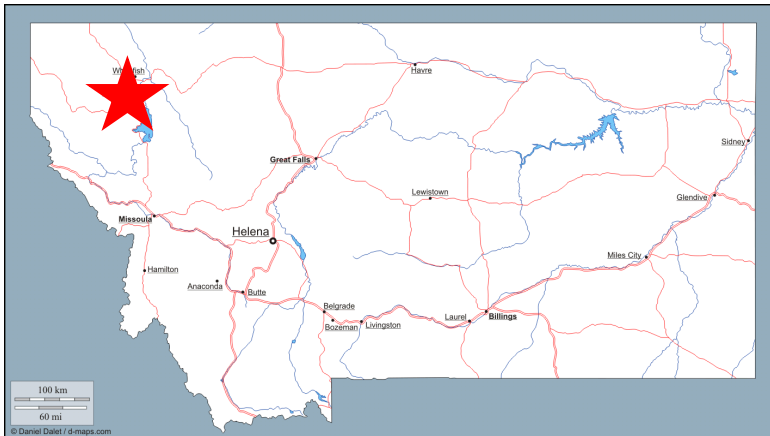 Havre
Sidney
Great Falls
Lewistown
Glendive
Missoula
Helena
Miles City
Hamilton
Anaconda
Butte
Belgrade
Bozeman
Livingston
Laurel
Billings
100 km
60 mi
© Daniel Dalet / d-maps.com